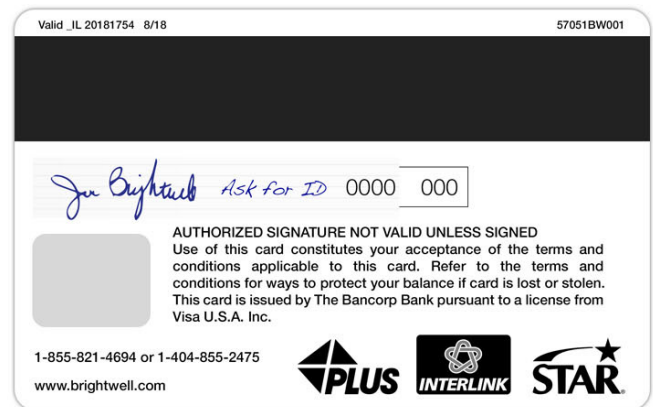 Valid _IL 20181754 8/18 57051BW001
Joe Brightwell Ask for ID 0000 000
AUTHORIZED SIGNATURE NOT VALID UNLESS SIGNED
Use of this card constitutes your acceptance of the terms and
conditions applicable to this card. Refer to the terms and
conditions for ways to protect your balance if card is lost or stolen.
This card is issued by The Bancorp Bank pursuant to a license from
Visa U.S.A. Inc.
1-855-821-4694 or 1-404-855-2475
www.brightwell.com
PLUS INTERLINK STAR